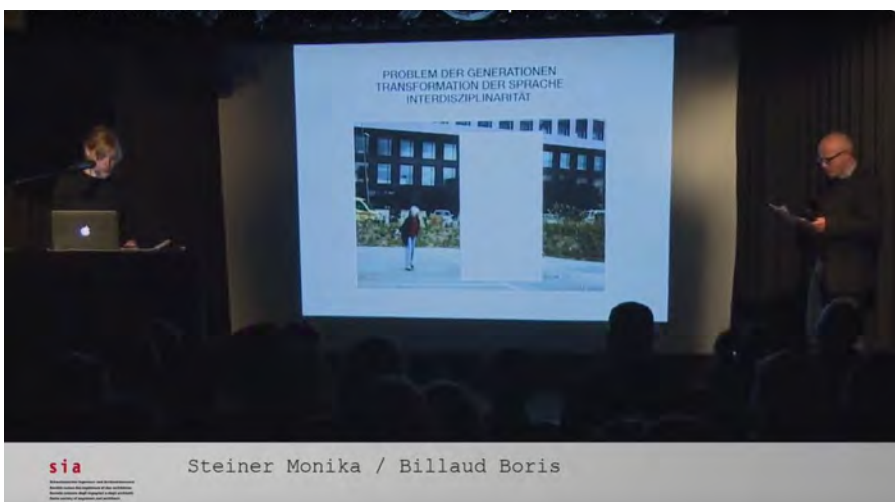 PROBLEM DER GENERATIONEN
TRANSFORMATION DER SPRACHE
INTERDISZIPLINARITÄT
sia
Steiner Monika / Billaud Boris